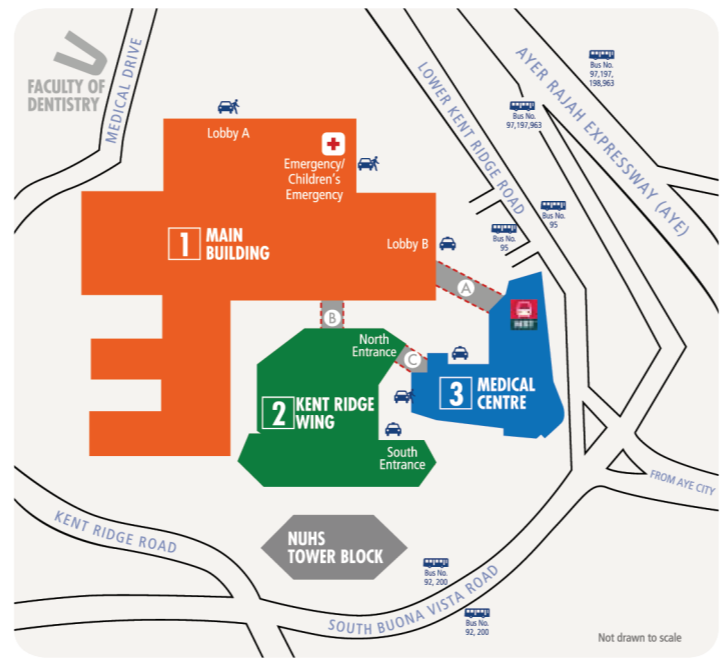 FACULTY OF
DENTISTRY
MEDICAL DRIVE
Lobby A
Emergency/
Children's
Emergency
LOWER KENT RIDGE ROAD
AYER RAJAH EXPRESSWAY (AYE)
Bus No.
97,197,
198,963
Bus No.
97,197,963
Bus No.
95
Bus No.
95
1 MAIN
BUILDING
Lobby B
A
B
MRT
North
Entrance
C
2 KENT RIDGE
WING
3 MEDICAL
CENTRE
South
Entrance
FROM AYE CITY
KENT RIDGE ROAD
NUHS
TOWER BLOCK
Bus No.
92, 200
SOUTH BUONA VISTA ROAD
Bus No.
92, 200
Not drawn to scale